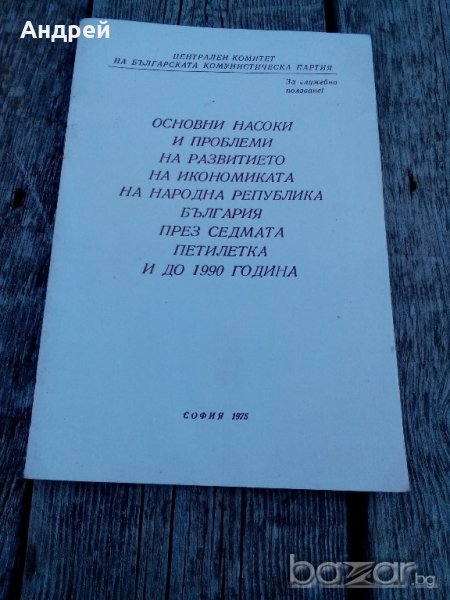 Андрей
ЦЕНТРАЛЕН КОМИТЕТ
НА БЪЛГАРСКАТА КОМУНИСТИЧЕСКА ПАРТИЯ
За служебно
ползване!
ОСНОВНИ НАСОКИ
И ПРОБЛЕМИ
НА РАЗВИТИЕТО
НА ИКОНОМИКАТА
НА НАРОДНА РЕПУБЛИКА
БЪЛГАРИЯ
ПРЕЗ СЕДМАТА
ПЕТИЛЕТКА
И ДО 1990 ГОДИНА
СОФИЯ 1975
bazar.bg